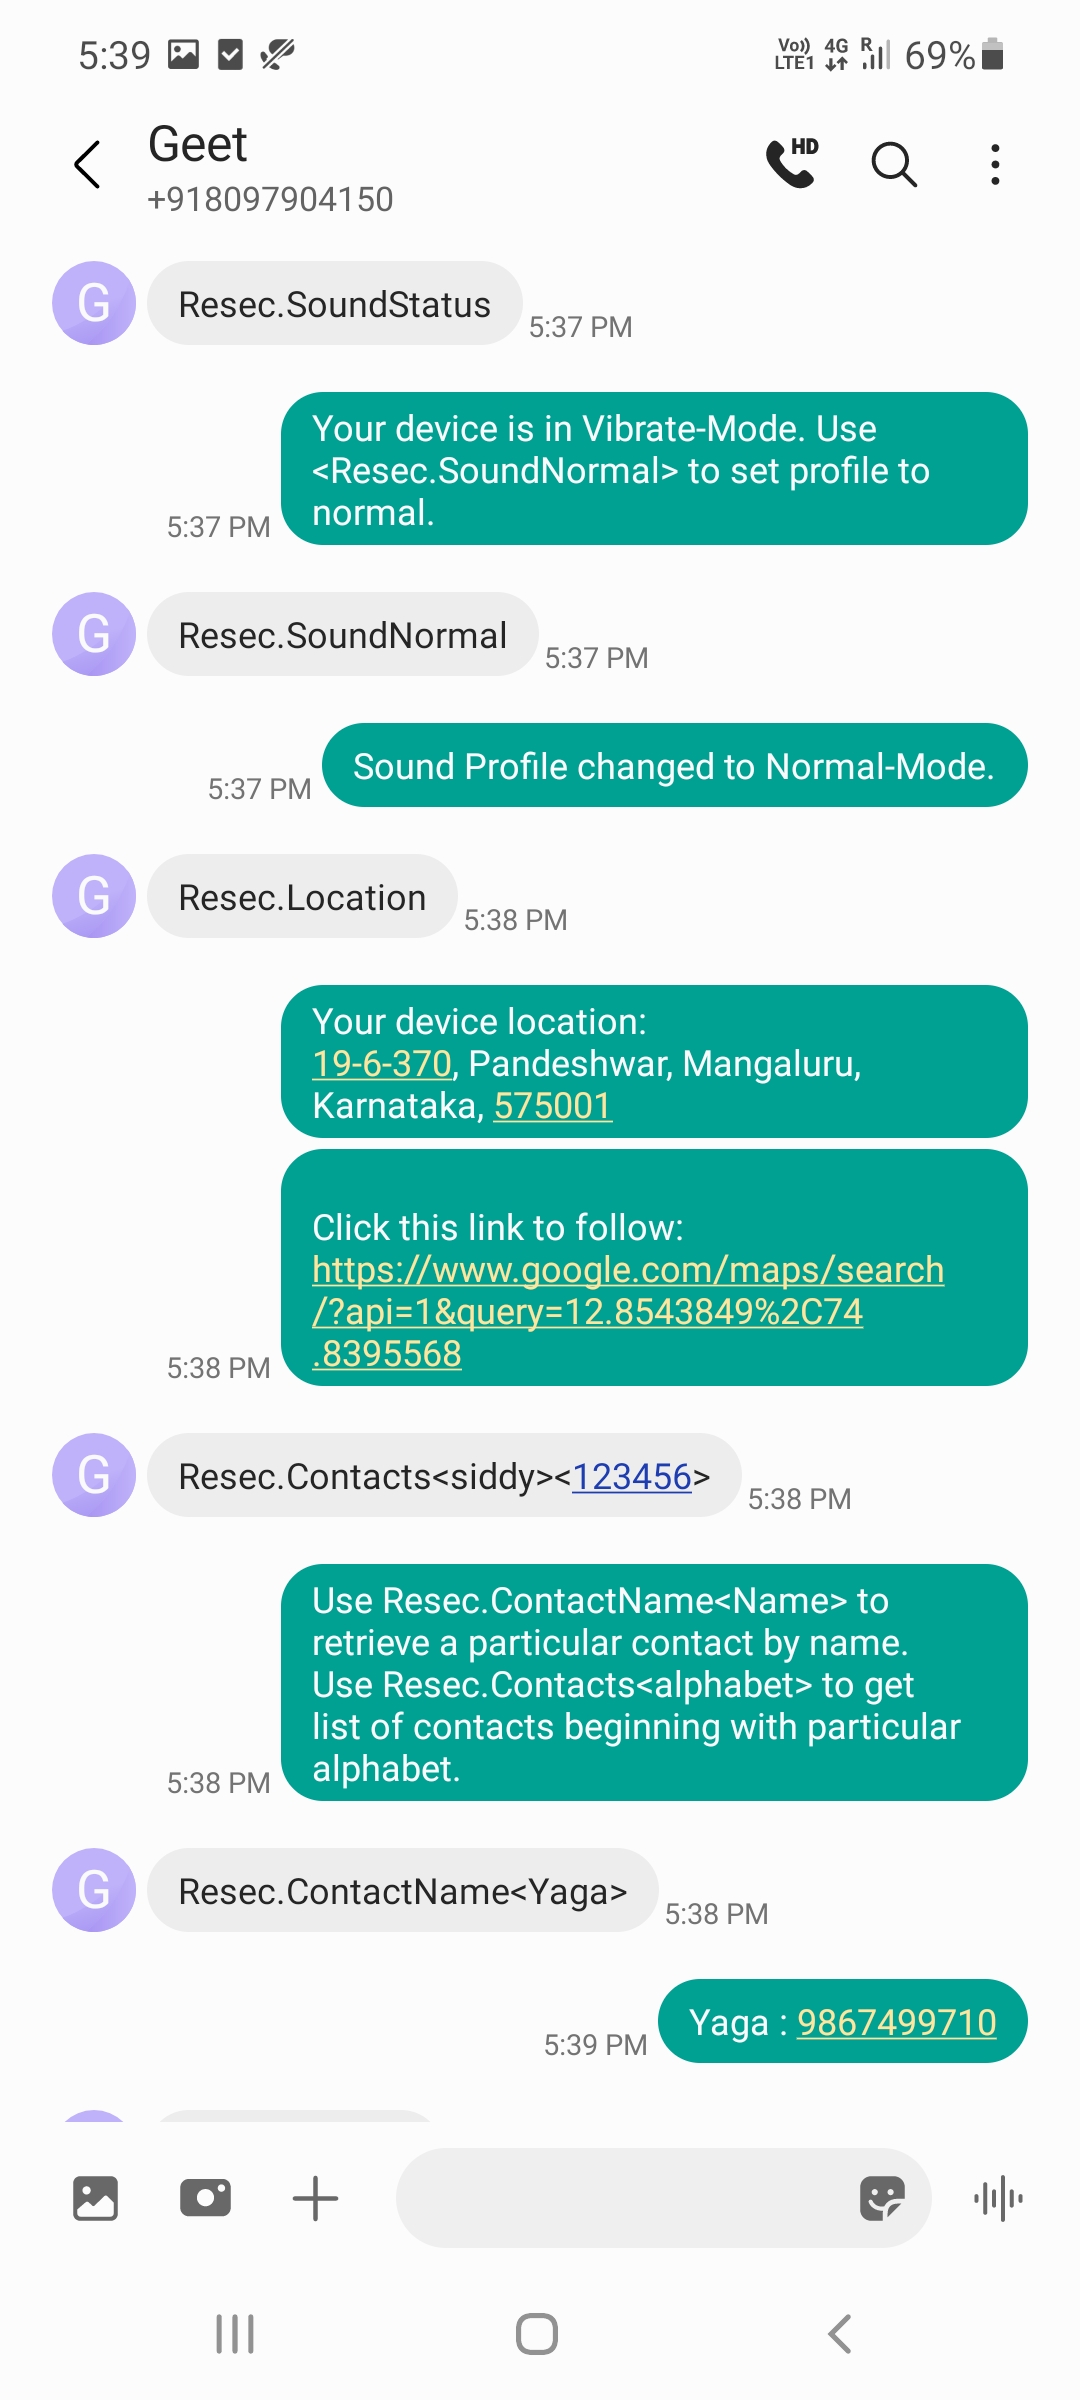 5:39 Vo)) LTE1 4G R 69%
Geet
+918097904150
HD
G Resec.SoundStatus 5:37 PM
Your device is in Vibrate-Mode. Use
<Resec.SoundNormal> to set profile to
normal.
5:37 PM
G Resec.SoundNormal 5:37 PM
Sound Profile changed to Normal-Mode.
5:37 PM
G Resec.Location 5:38 PM
Your device location:
19-6-370, Pandeshwar, Mangaluru,
Karnataka, 575001
Click this link to follow:
https://www.google.com/maps/search
/?api=1&query=12.8543849%2C74
.8395568
5:38 PM
G Resec.Contacts<siddy><123456> 5:38 PM
Use Resec.ContactName<Name> to
retrieve a particular contact by name.
Use Resec.Contacts<alphabet> to get
list of contacts beginning with particular
alphabet.
5:38 PM
G Resec.ContactName<Yaga> 5:38 PM
Yaga : 9867499710
5:39 PM